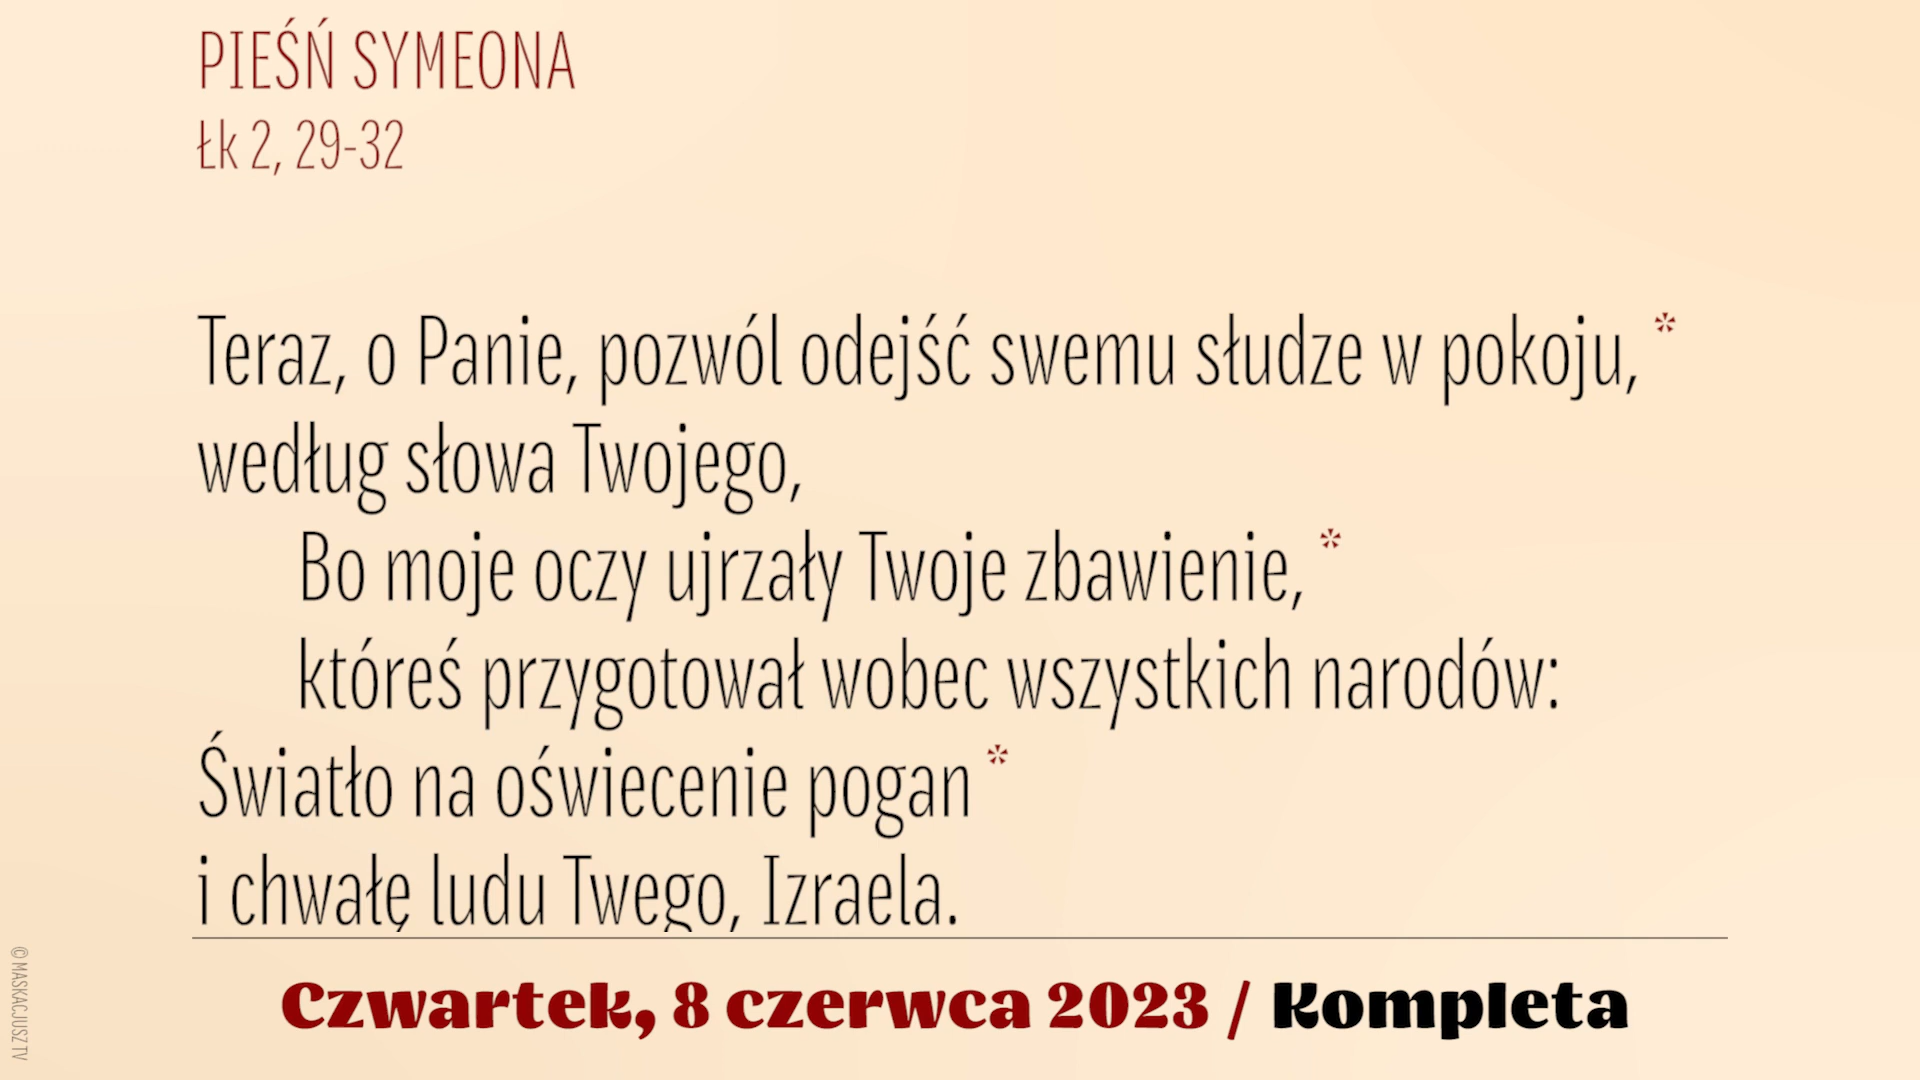 PIEŚŃ SYMEONA
Łk 2, 29-32
Teraz, o Panie, pozwól odejść swemu słudze w pokoju, *
według słowa Twojego,
Bo moje oczy ujrzały Twoje zbawienie, *
któreś przygotował wobec wszystkich narodów:
Światło na oświecenie pogan *
i chwałę ludu Twego, Izraela.
Czwartek, 8 czerwca 2023 / Kompleta
© MASKACJUSZ TV